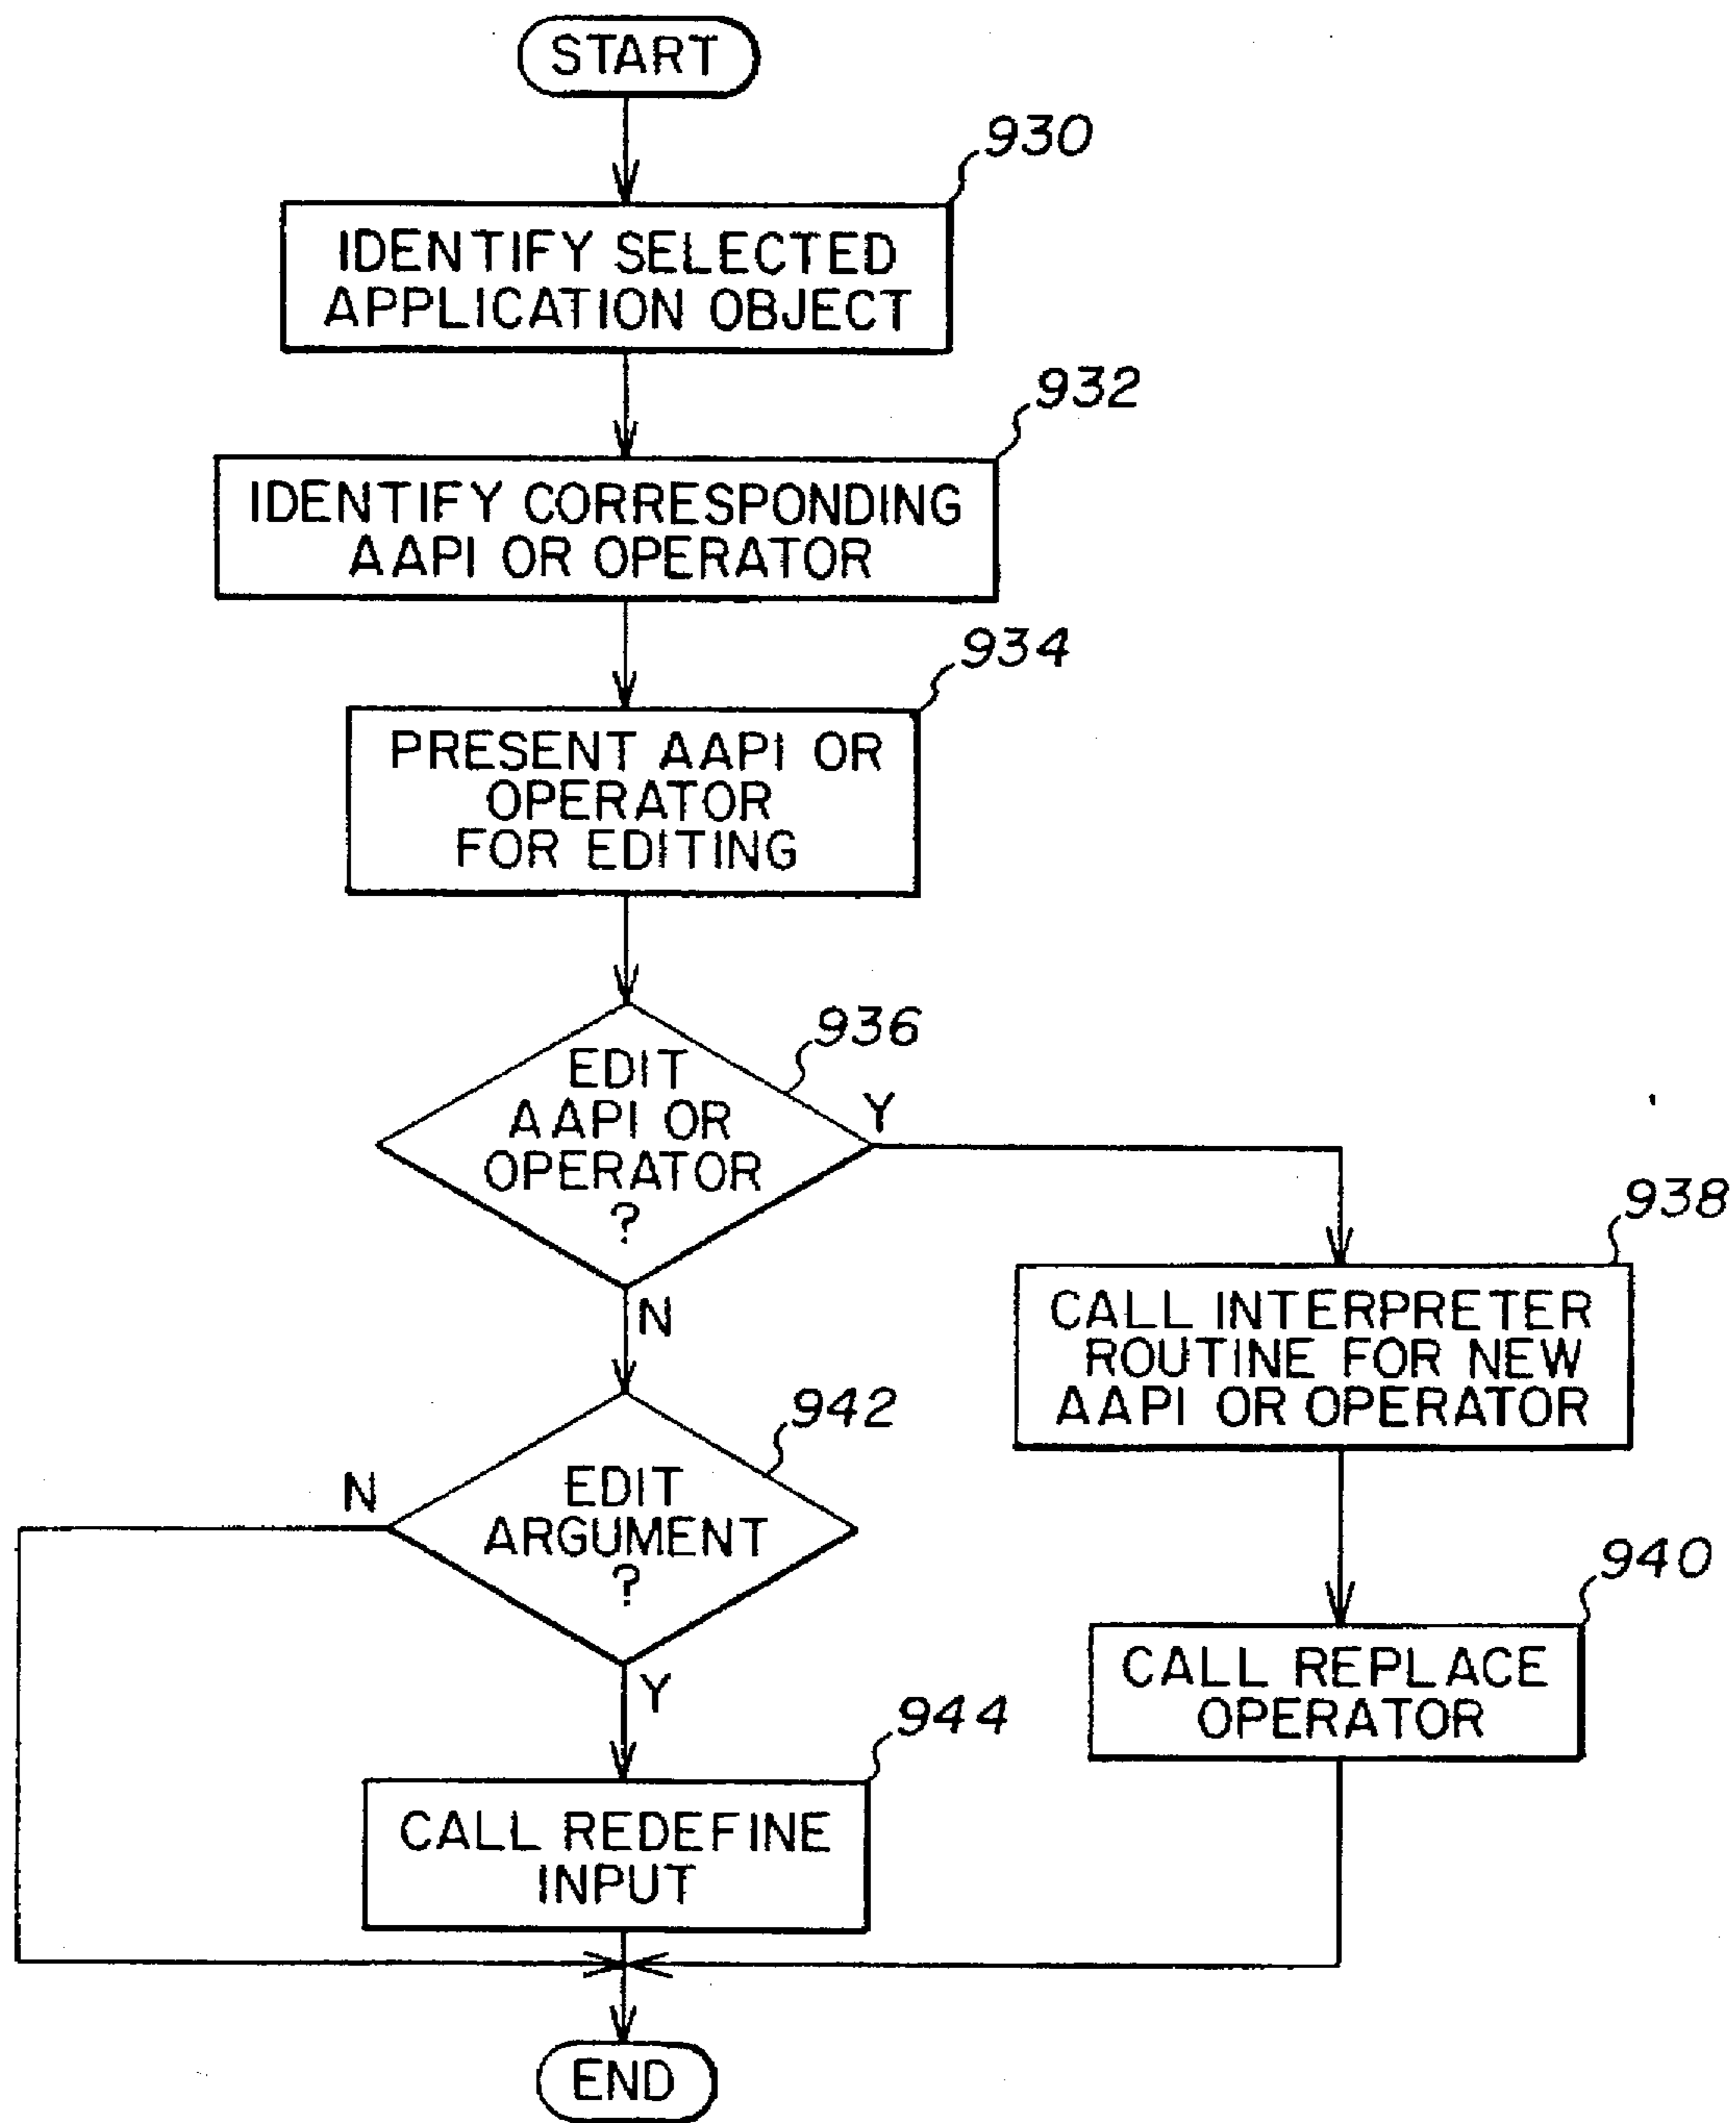 START
930
IDENTIFY SELECTED
APPLICATION OBJECT
932
IDENTIFY CORRESPONDING
AAPI OR OPERATOR
934
PRESENT AAPI OR
OPERATOR
FOR EDITING
936
EDIT
AAPI OR
OPERATOR
?
Y
N
938
CALL INTERPRETER
ROUTINE FOR NEW
AAPI OR OPERATOR
942
EDIT
ARGUMENT
?
N
Y
940
CALL REPLACE
OPERATOR
944
CALL REDEFINE
INPUT
END